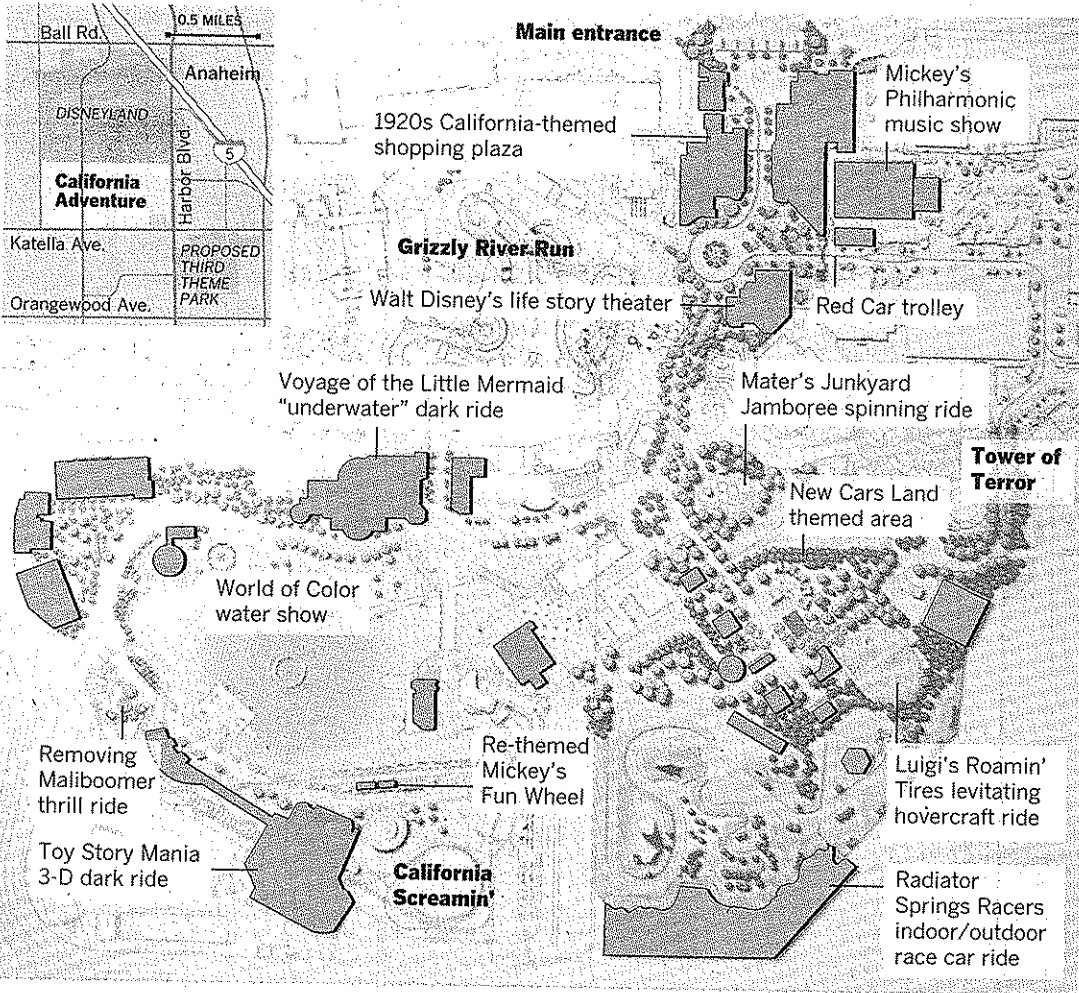 Ball Rd.
0.5 MILES
Anaheim
DISNEYLAND
Harbor Blvd.
5
California
Adventure
Katella Ave.
PROPOSED
THIRD
THEME
PARK
Orangewood Ave.
Main entrance
Mickey's
Philharmonic
music show
1920s California-themed
shopping plaza
Grizzly River Run
Walt Disney's life story theater
Red Car trolley
Voyage of the Little Mermaid
"underwater" dark ride
Mater's Junkyard
Jamboree spinning ride
Tower of
Terror
New Cars Land
themed area
World of Color
water show
Removing
Maliboomer
thrill ride
Re-themed
Mickey's
Fun Wheel
Luigi's Roamin'
Tires levitating
hovercraft ride
Toy Story Mania
3-D dark ride
California
Screamin'
Radiator
Springs Racers
indoor/outdoor
race car ride